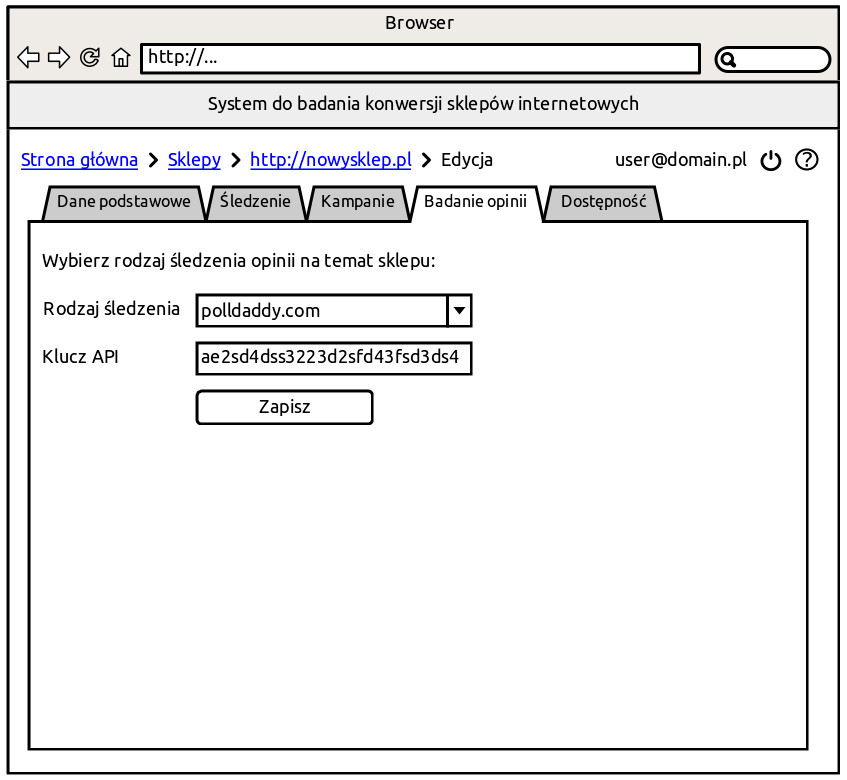 Browser
http://...
System do badania konwersji sklepów internetowych
Strona główna > Sklepy > http://nowysklep.pl > Edycja user@domain.pl ?
Dane podstawowe Śledzenie Kampanie Badanie opinii Dostępność
Wybierz rodzaj śledzenia opinii na temat sklepu:
Rodzaj śledzenia polldaddy.com
Klucz API ae2sd4dss3223d2sfd43fsd3ds4
Zapisz